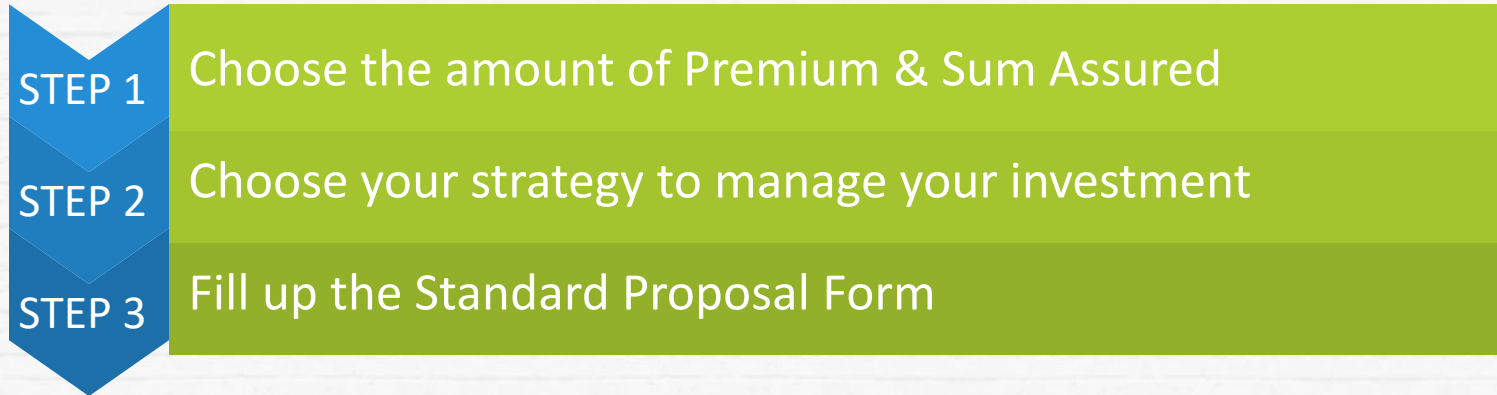 STEP 1
Choose the amount of Premium & Sum Assured
STEP 2
Choose your strategy to manage your investment
STEP 3
Fill up the Standard Proposal Form